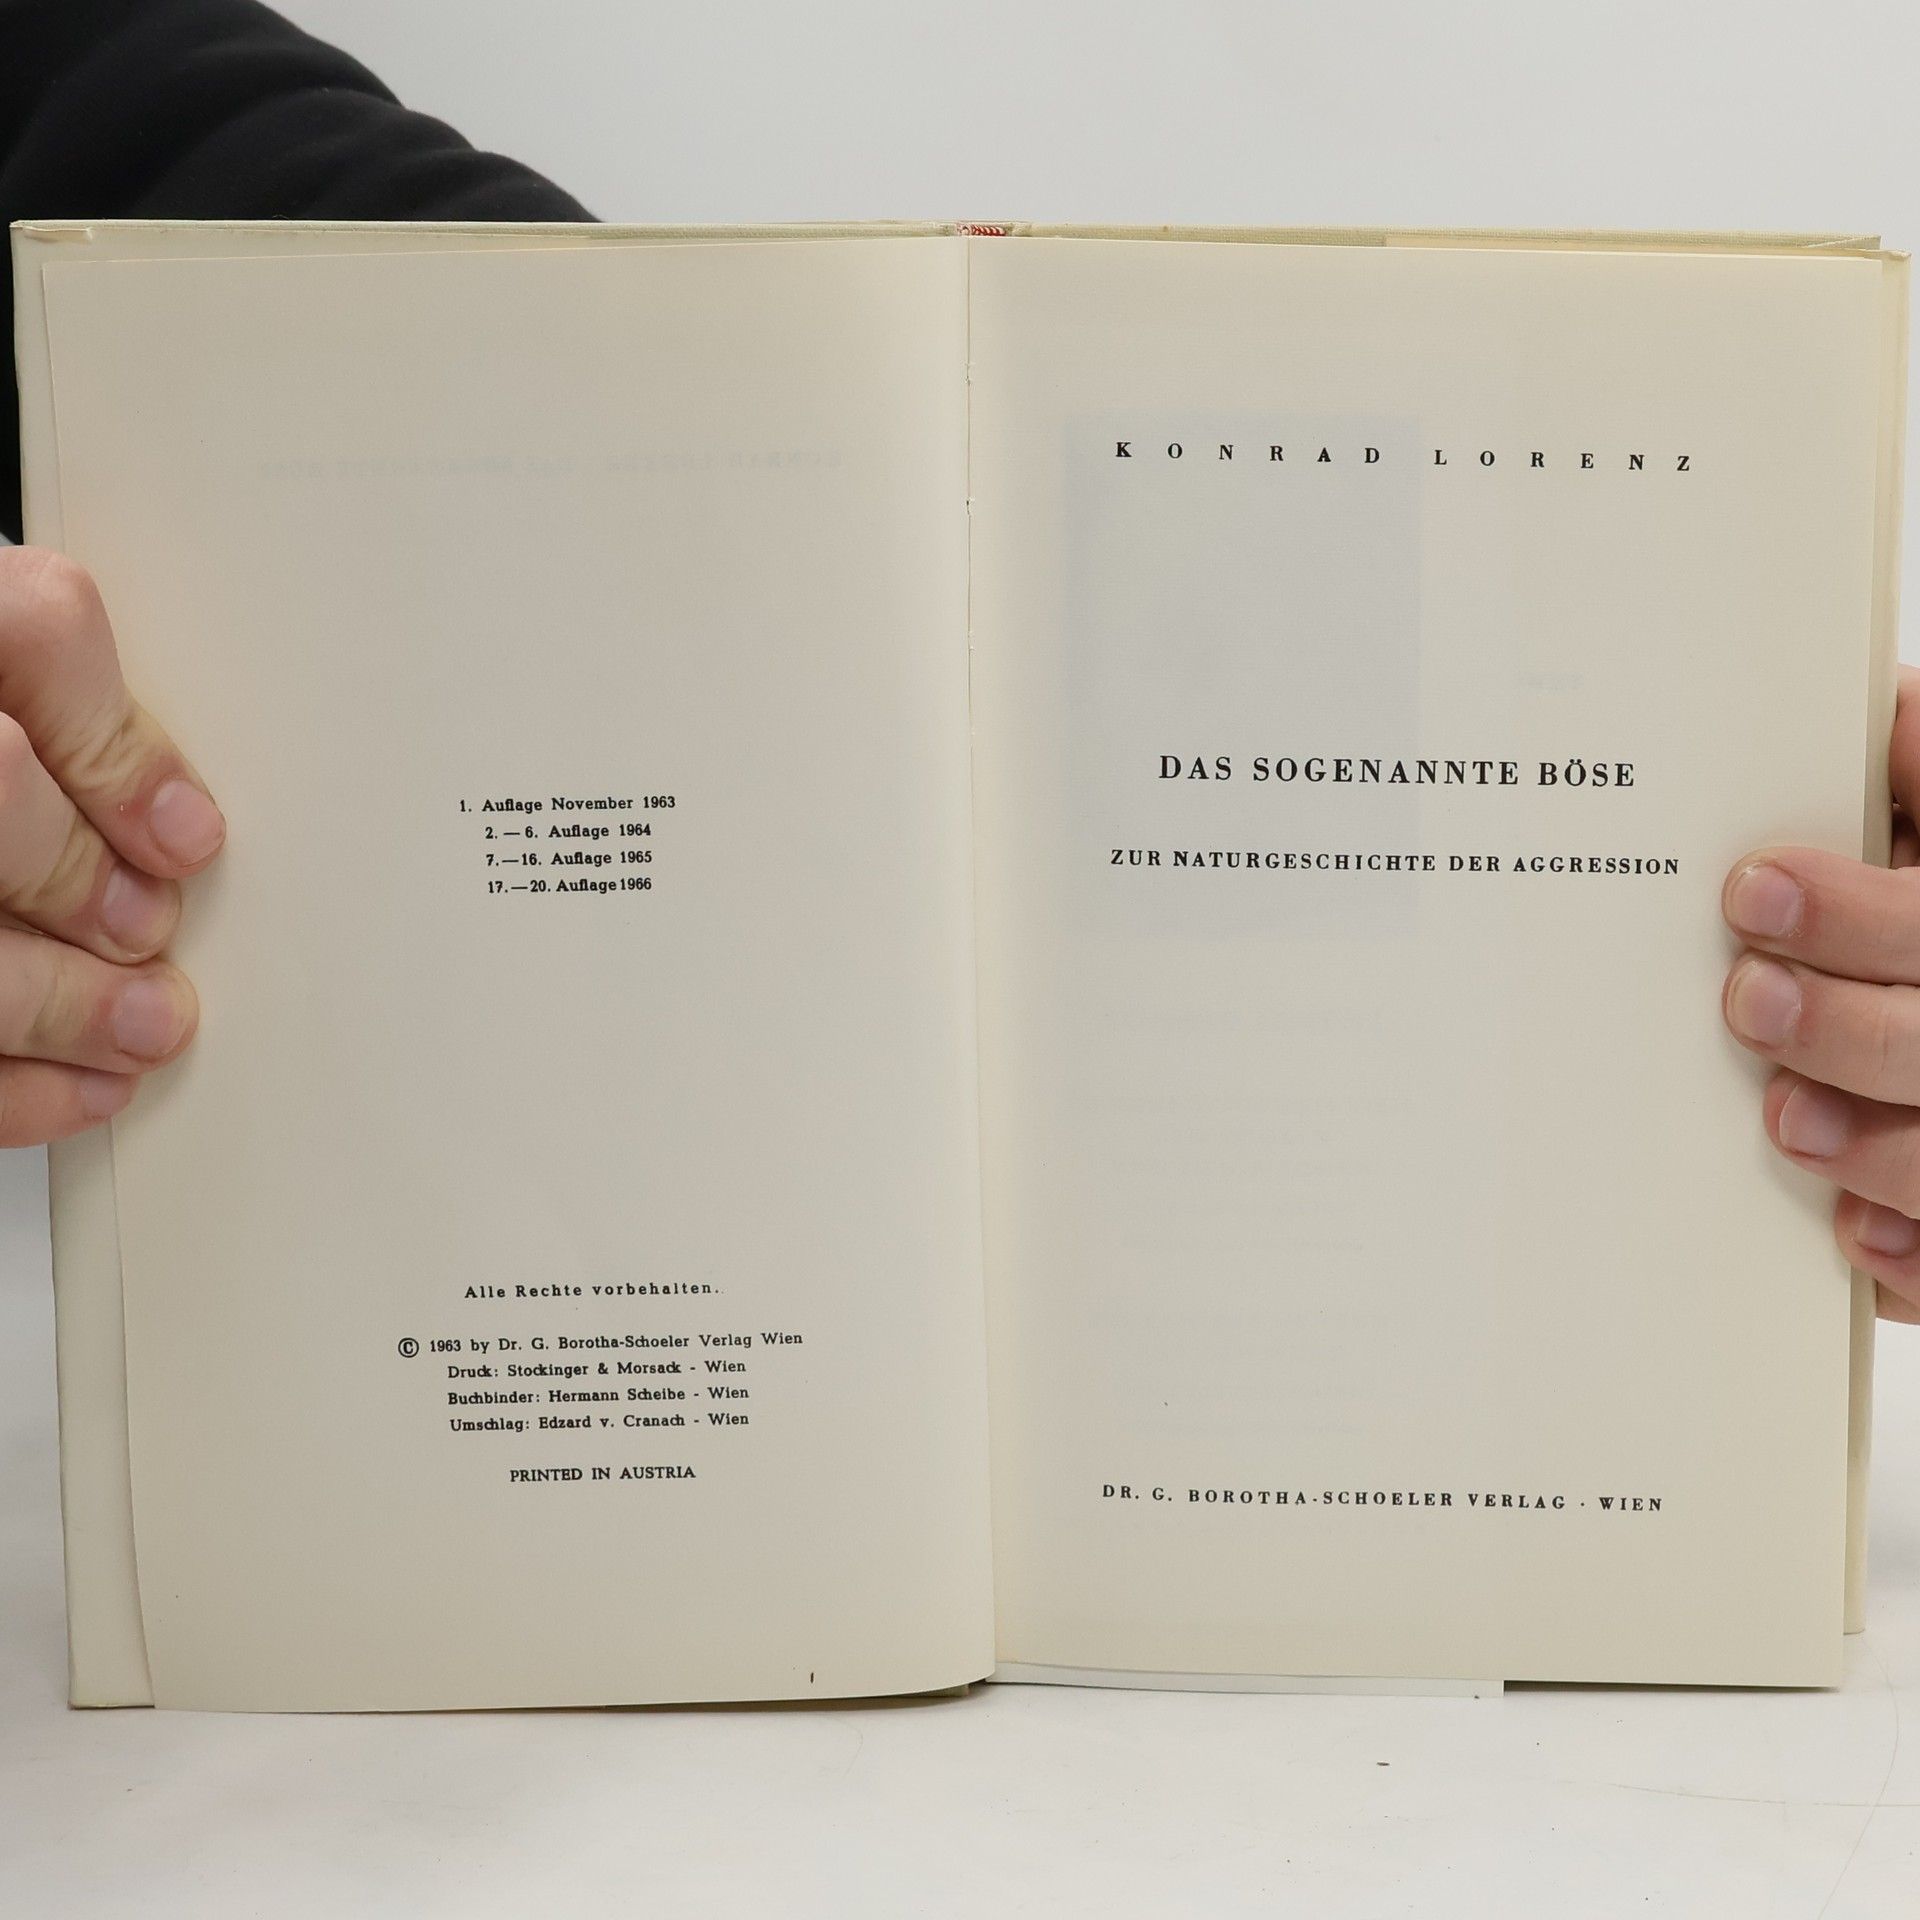 1. Auflage November 1963
2. — 6. Auflage 1964
7.—16. Auflage 1965
17.—20. Auflage 1966
Alle Rechte vorbehalten.
© 1963 by Dr. G. Borotha-Schoeler Verlag Wien
Druck: Stockinger & Morsack - Wien
Buchbinder: Hermann Scheibe - Wien
Umschlag: Edzard v. Cranach - Wien
PRINTED IN AUSTRIA
KONRAD LORENZ
DAS SOGENANNTE BÖSE
ZUR NATURGESCHICHTE DER AGGRESSION
DR. G. BOROTHA-SCHOELER VERLAG · WIEN